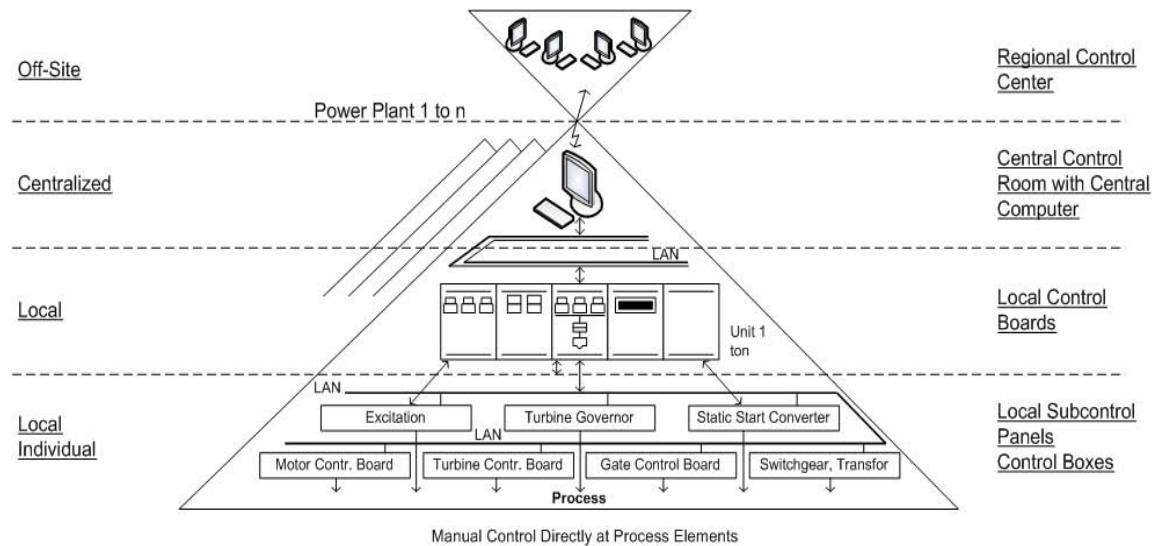 Off-Site
Regional Control
Center
Power Plant 1 to n
Centralized
Central Control
Room with Central
Computer
LAN
Local
Local Control
Boards
Unit 1
ton
LAN
Excitation
Turbine Governor
Static Start Converter
Local
Individual
Local Subcontrol
Panels
Control Boxes
LAN
Motor Contr. Board
Turbine Contr. Board
Gate Control Board
Switchgear, Transfor
Process
Manual Control Directly at Process Elements